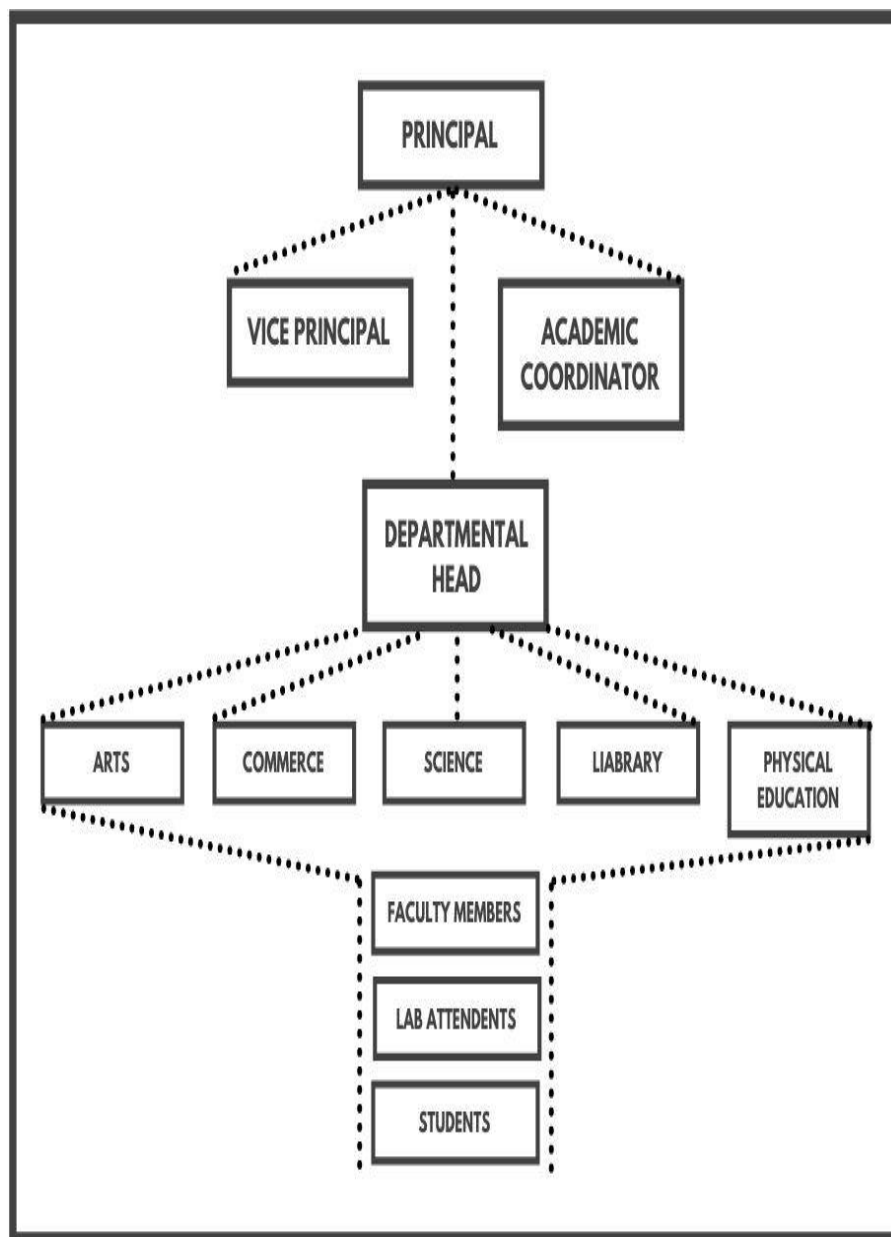 PRINCIPAL
VICE PRINCIPAL
ACADEMIC
COORDINATOR
DEPARTMENTAL
HEAD
ARTS
COMMERCE
SCIENCE
LIABRARY
PHYSICAL
EDUCATION
FACULTY MEMBERS
LAB ATTENDENTS
STUDENTS